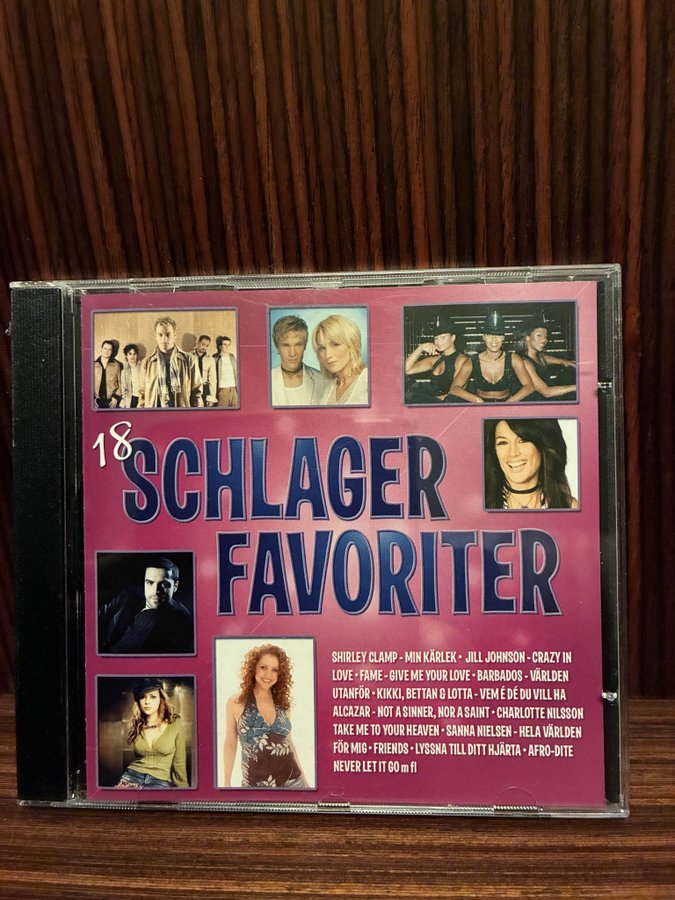 18
SCHLAGER
FAVORITER
SHIRLEY CLAMP - MIN KÄRLEK • JILL JOHNSON - CRAZY IN
LOVE • FAME - GIVE ME YOUR LOVE • BARBADOS - VÄRLDEN
UTANFÖR • KIKKI, BETTAN & LOTTA - VEM É DÉ DU VILL HA
ALCAZAR - NOT A SINNER, NOR A SAINT • CHARLOTTE NILSSON
TAKE ME TO YOUR HEAVEN • SANNA NIELSEN - HELA VÄRLDEN
FÖR MIG • FRIENDS • LYSSNA TILL DITT HJÄRTA • AFRO-DITE
NEVER LET IT GO m fl